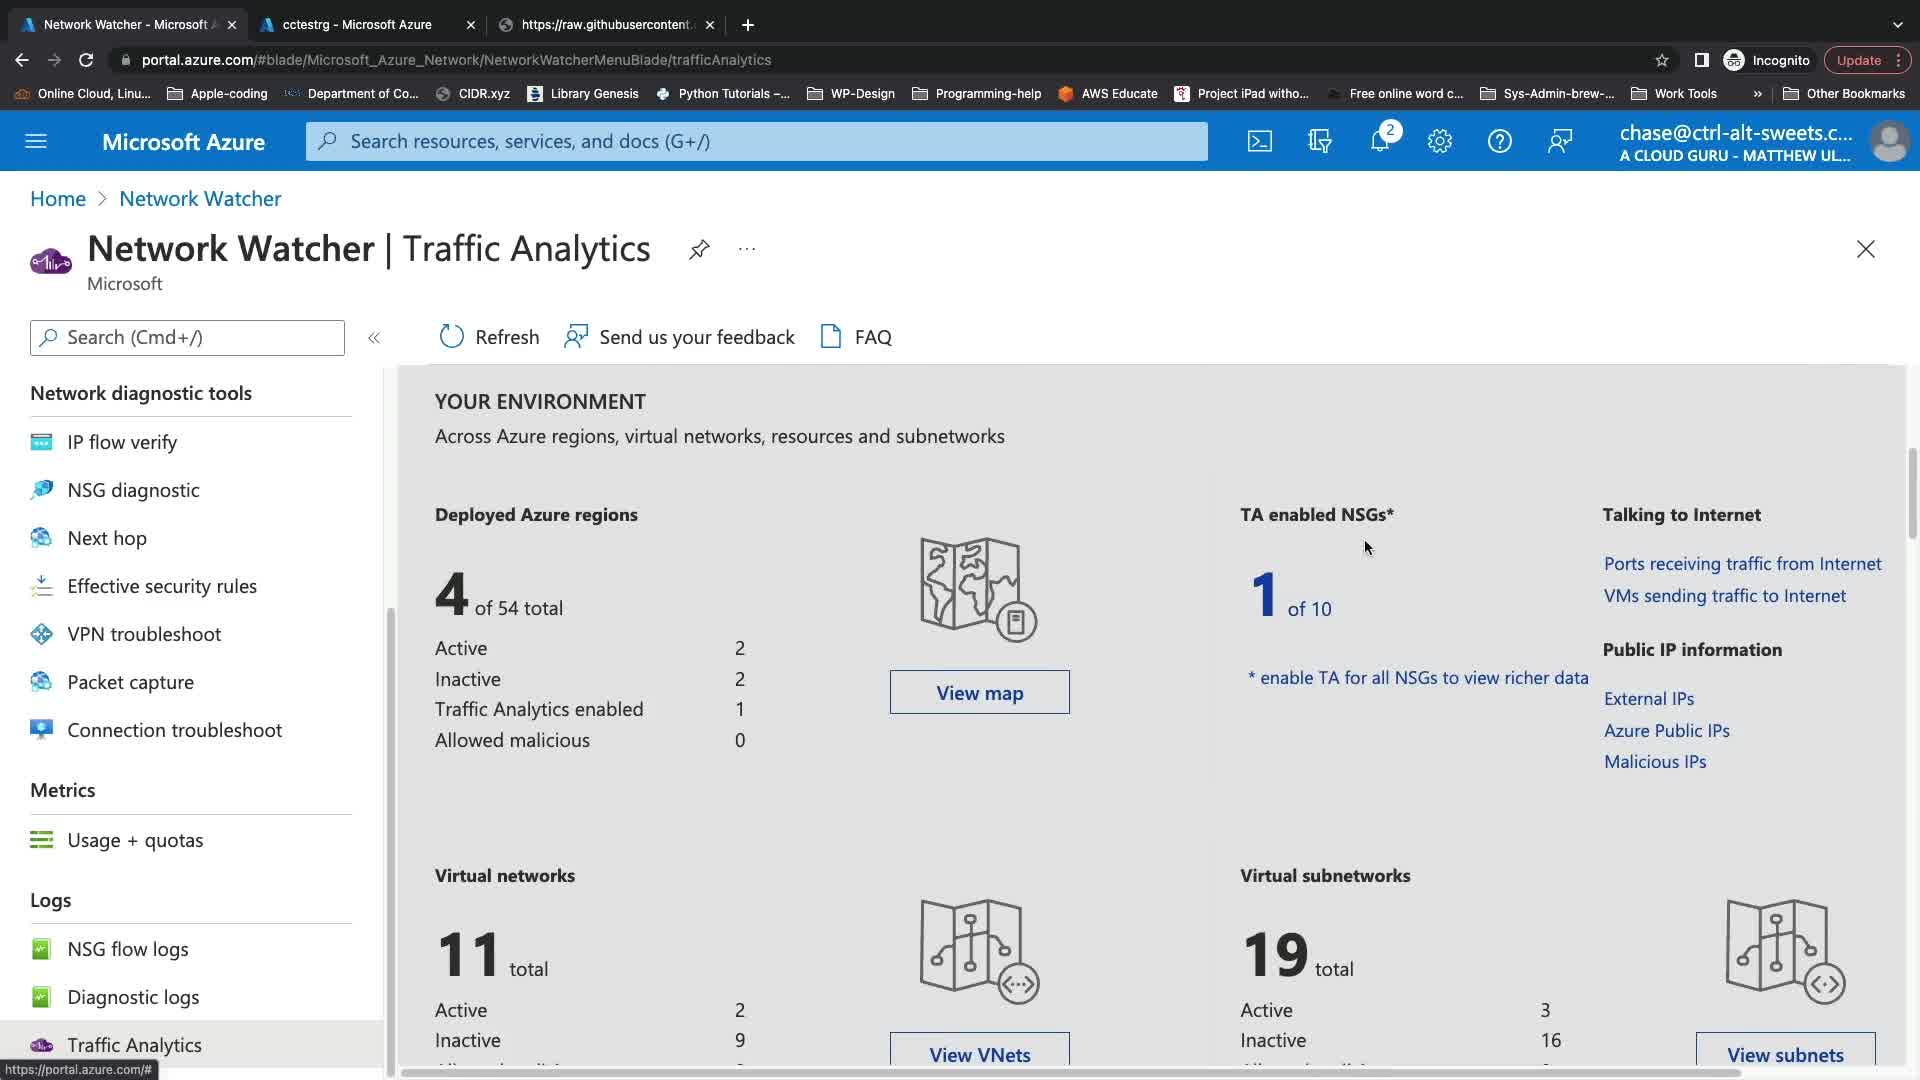 Network Watcher - Microsoft A
cctestrg - Microsoft Azure
https://raw.githubusercontent.
portal.azure.com/#blade/Microsoft_Azure_Network/NetworkWatcherMenuBlade/trafficAnalytics
Incognito
Update
Online Cloud, Linu...
Apple-coding
Department of Co...
CIDR.xyz
Library Genesis
Python Tutorials –...
WP-Design
Programming-help
AWS Educate
Project iPad witho...
Free online word c...
Sys-Admin-brew-...
Work Tools
»
Other Bookmarks
Microsoft Azure
Search resources, services, and docs (G+/)
2
chase@ctrl-alt-sweets.c...
A CLOUD GURU - MATTHEW UL...
Home > Network Watcher
Network Watcher | Traffic Analytics
Microsoft
Search (Cmd+/)
«
Refresh
Send us your feedback
FAQ
Network diagnostic tools
IP flow verify
NSG diagnostic
Next hop
Effective security rules
VPN troubleshoot
Packet capture
Connection troubleshoot
Metrics
Usage + quotas
Logs
NSG flow logs
Diagnostic logs
Traffic Analytics
https://portal.azure.com/#
YOUR ENVIRONMENT
Across Azure regions, virtual networks, resources and subnetworks
Deployed Azure regions
4 of 54 total
Active 2
Inactive 2
Traffic Analytics enabled 1
Allowed malicious 0
View map
TA enabled NSGs*
1 of 10
* enable TA for all NSGs to view richer data
Talking to Internet
Ports receiving traffic from Internet
VMs sending traffic to Internet
Public IP information
External IPs
Azure Public IPs
Malicious IPs
Virtual networks
11 total
Active 2
Inactive 9
View VNets
Virtual subnetworks
19 total
Active 3
Inactive 16
View subnets